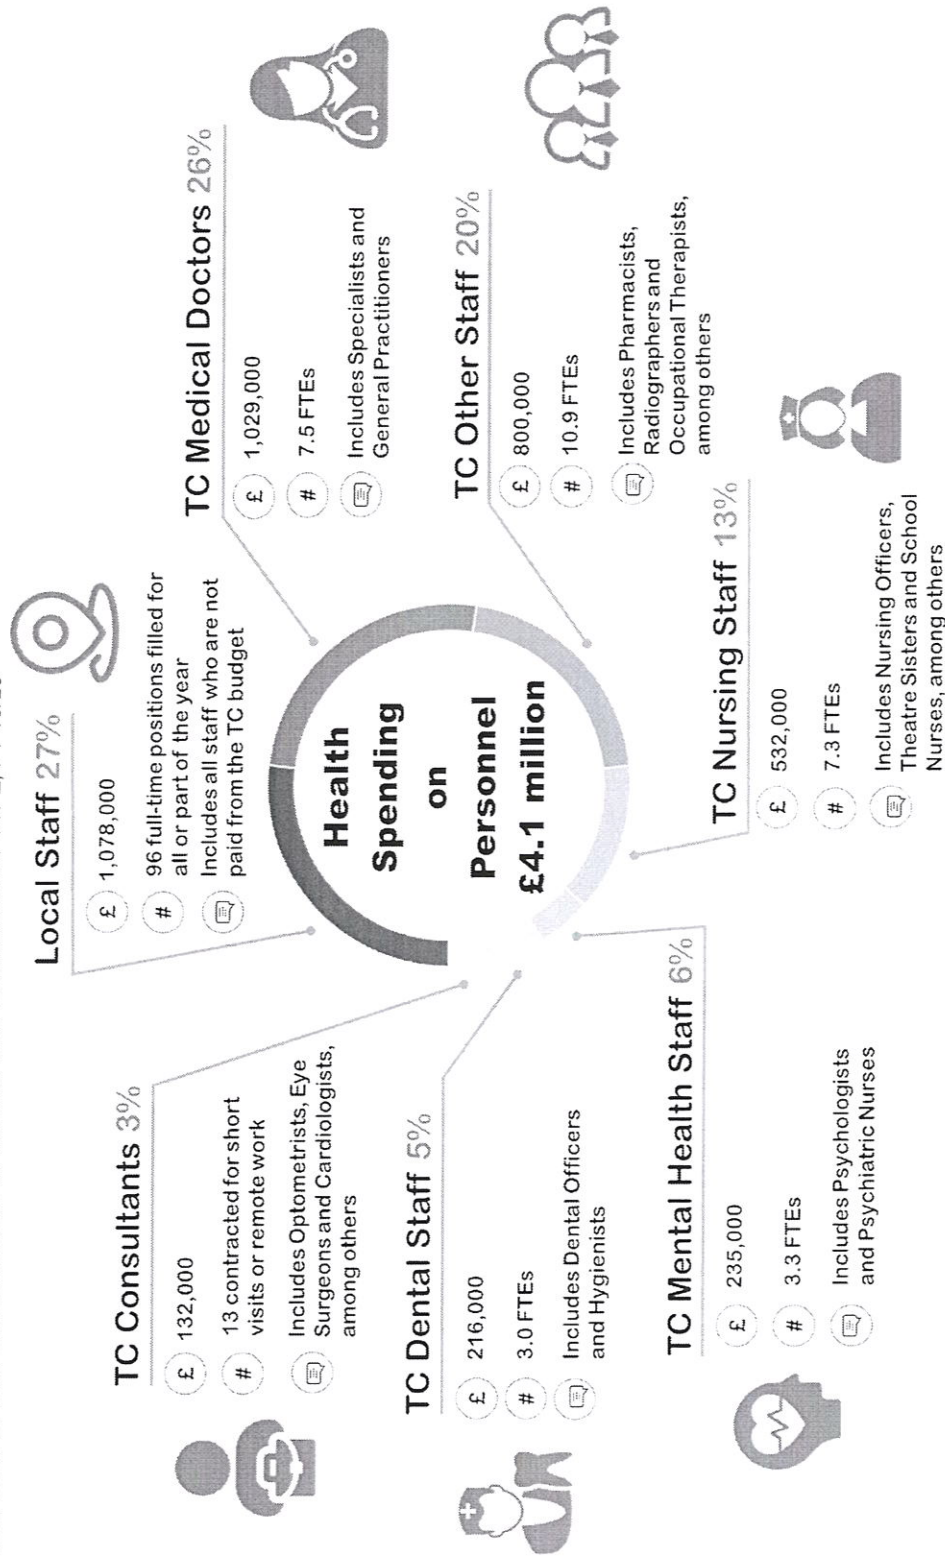 Local Staff 27%
£ 1,078,000
# 96 full-time positions filled for
all or part of the year
Includes all staff who are not
paid from the TC budget
TC Medical Doctors 26%
£ 1,029,000
# 7.5 FTEs
Includes Specialists and
General Practitioners
TC Other Staff 20%
£ 800,000
# 10.9 FTEs
Includes Pharmacists,
Radiographers and
Occupational Therapists,
among others
TC Nursing Staff 13%
£ 532,000
# 7.3 FTEs
Includes Nursing Officers,
Theatre Sisters and School
Nurses, among others
TC Mental Health Staff 6%
£ 235,000
# 3.3 FTEs
Includes Psychologists
and Psychiatric Nurses
TC Dental Staff 5%
£ 216,000
# 3.0 FTEs
Includes Dental Officers
and Hygienists
TC Consultants 3%
£ 132,000
# 13 contracted for short
visits or remote work
Includes Optometrists, Eye
Surgeons and Cardiologists,
among others
Health
Spending
on
Personnel
£4.1 million